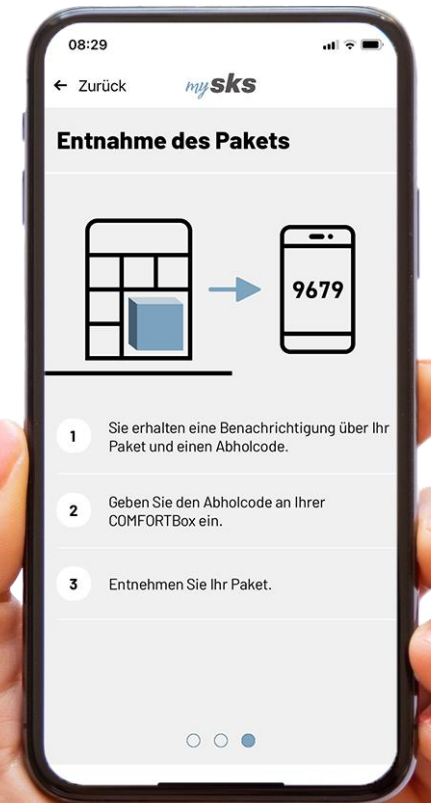 08:29
← Zurück
mysks
Entnahme des Pakets
9679
1
Sie erhalten eine Benachrichtigung über Ihr
Paket und einen Abholcode.
2
Geben Sie den Abholcode an Ihrer
COMFORTBox ein.
3
Entnehmen Sie Ihr Paket.